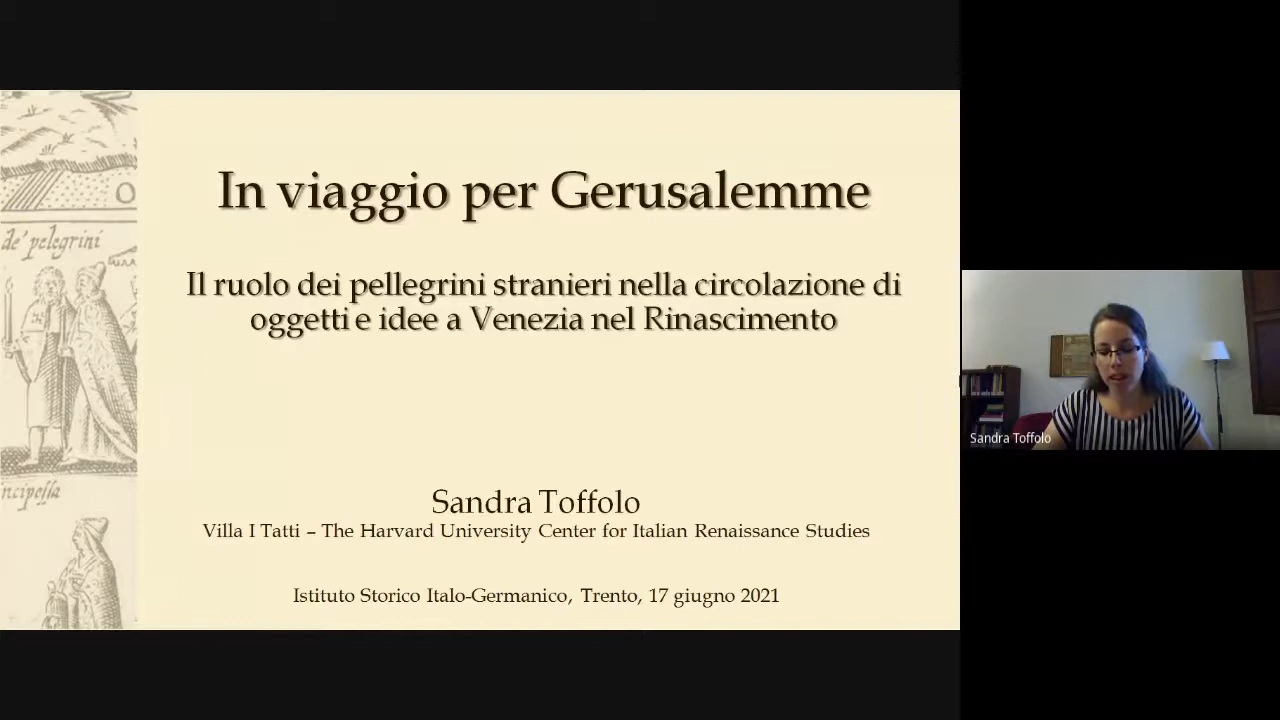 In viaggio per Gerusalemme
Il ruolo dei pellegrini stranieri nella circolazione di
oggetti e idee a Venezia nel Rinascimento
Sandra Toffolo
Villa I Tatti – The Harvard University Center for Italian Renaissance Studies
Istituto Storico Italo-Germanico, Trento, 17 giugno 2021
O
de' pelegrini
ncipessa
Sandra Toffolo